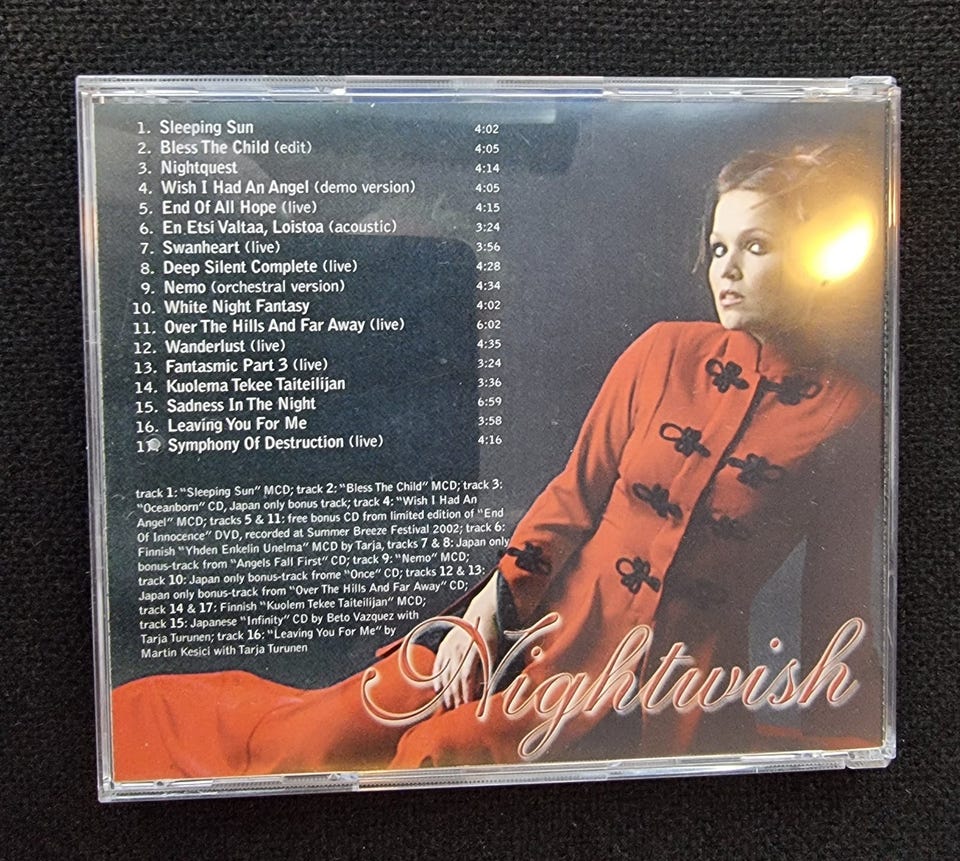 1. Sleeping Sun 4:02
2. Bless The Child (edit) 4:05
3. Nightquest 4:14
4. Wish I Had An Angel (demo version) 4:05
5. End Of All Hope (live) 4:15
6. En Etsi Valtaa, Loistoa (acoustic) 3:24
7. Swanheart (live) 3:56
8. Deep Silent Complete (live) 4:28
9. Nemo (orchestral version) 4:34
10. White Night Fantasy 4:02
11. Over The Hills And Far Away (live) 6:02
12. Wanderlust (live) 4:35
13. Fantasmic Part 3 (live) 3:24
14. Kuolema Tekee Taiteilijan 3:36
15. Sadness In The Night 6:59
16. Leaving You For Me 3:58
17. Symphony Of Destruction (live) 4:16
track 1: "Sleeping Sun" MCD; track 2: "Bless The Child" MCD; track 3:
"Oceanborn" CD, Japan only bonus track; track 4: "Wish I Had An
Angel" MCD; tracks 5 & 11: free bonus CD from limited edition of "End
Of Innocence" DVD, recorded at Summer Breeze Festival 2002; track 6:
Finnish "Yhden Enkelin Unelma" MCD by Tarja, tracks 7 & 8: Japan only
bonus-track from "Angels Fall First" CD; track 9: "Nemo" MCD;
track 10: Japan only bonus-track frome "Once" CD; tracks 12 & 13:
Japan only bonus-track from "Over The Hills And Far Away" CD;
track 14 & 17: Finnish "Kuolem Tekee Taiteilijan" MCD;
track 15: Japanese "Infinity" CD by Beto Vazquez with
Tarja Turunen; track 16: "Leaving You For Me" by
Martin Kesici with Tarja Turunen
Nightwish